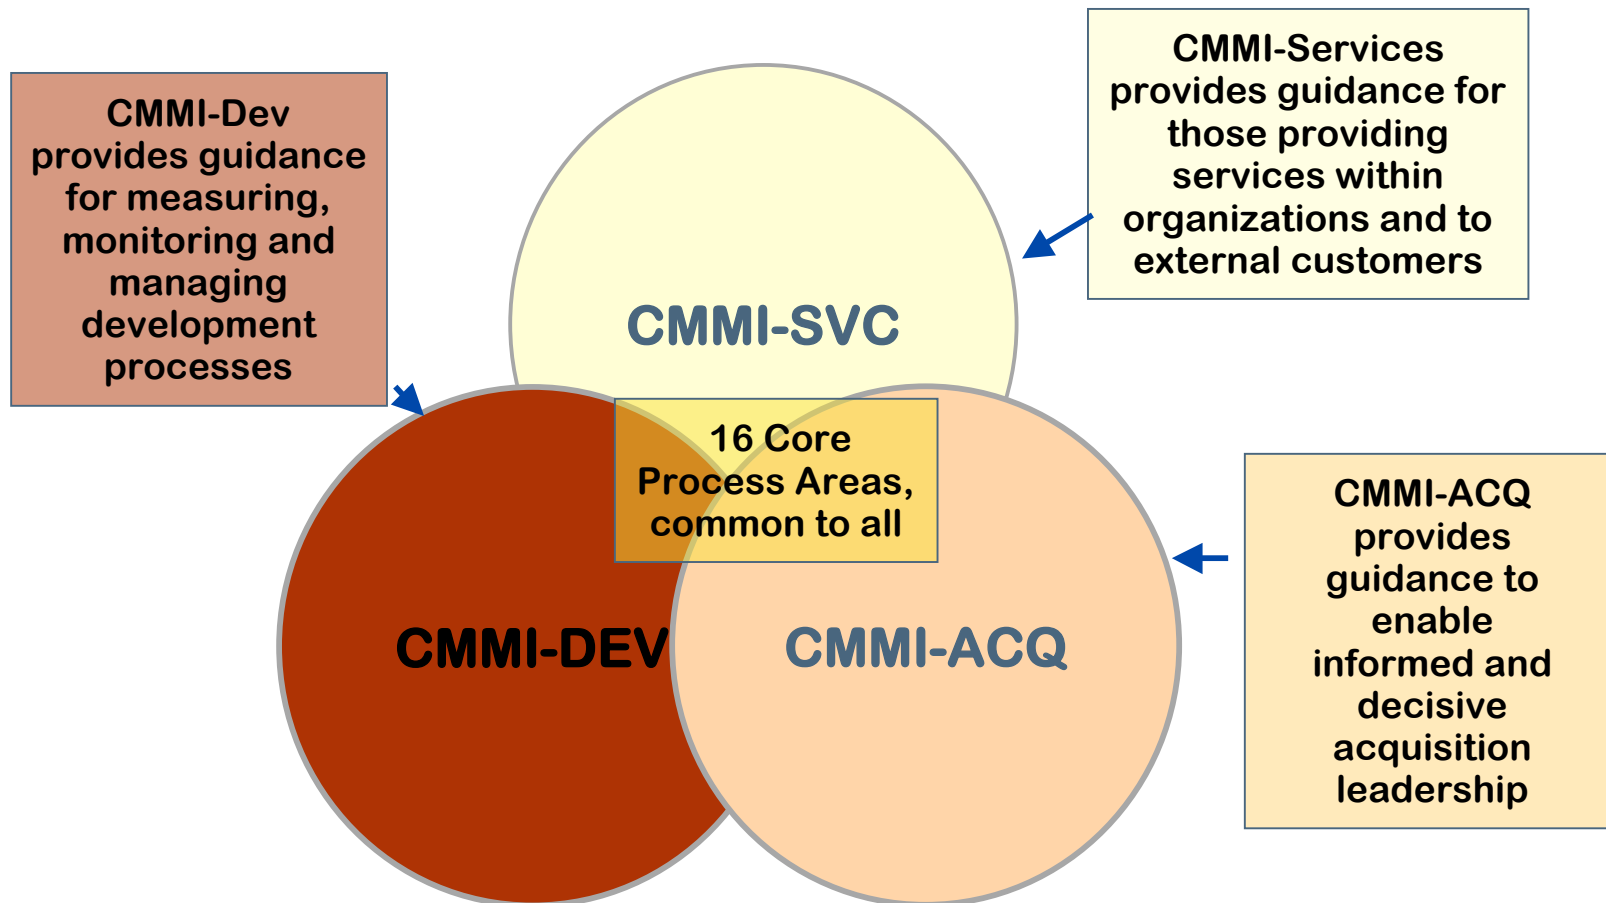 CMMI-Dev
provides guidance
for measuring,
monitoring and
managing
development
processes
CMMI-Services
provides guidance for
those providing
services within
organizations and to
external customers
CMMI-SVC
16 Core
Process Areas,
common to all
CMMI-DEV
CMMI-ACQ
CMMI-ACQ
provides
guidance to
enable
informed and
decisive
acquisition
leadership